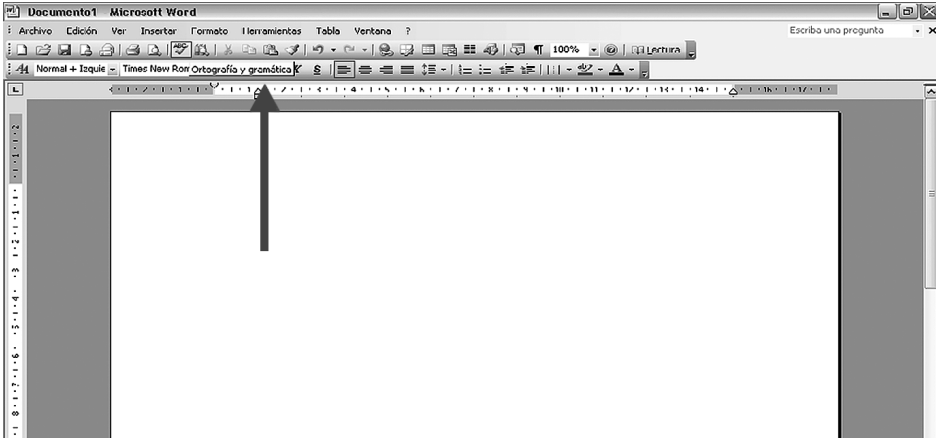 Documento1 Microsoft Word
Archivo Edición Ver Insertar Formato Herramientas Tabla Ventana ? Escriba una pregunta
ABC 100% Lectura
Normal + Izquie Times New Rom Ortografía y gramática K S